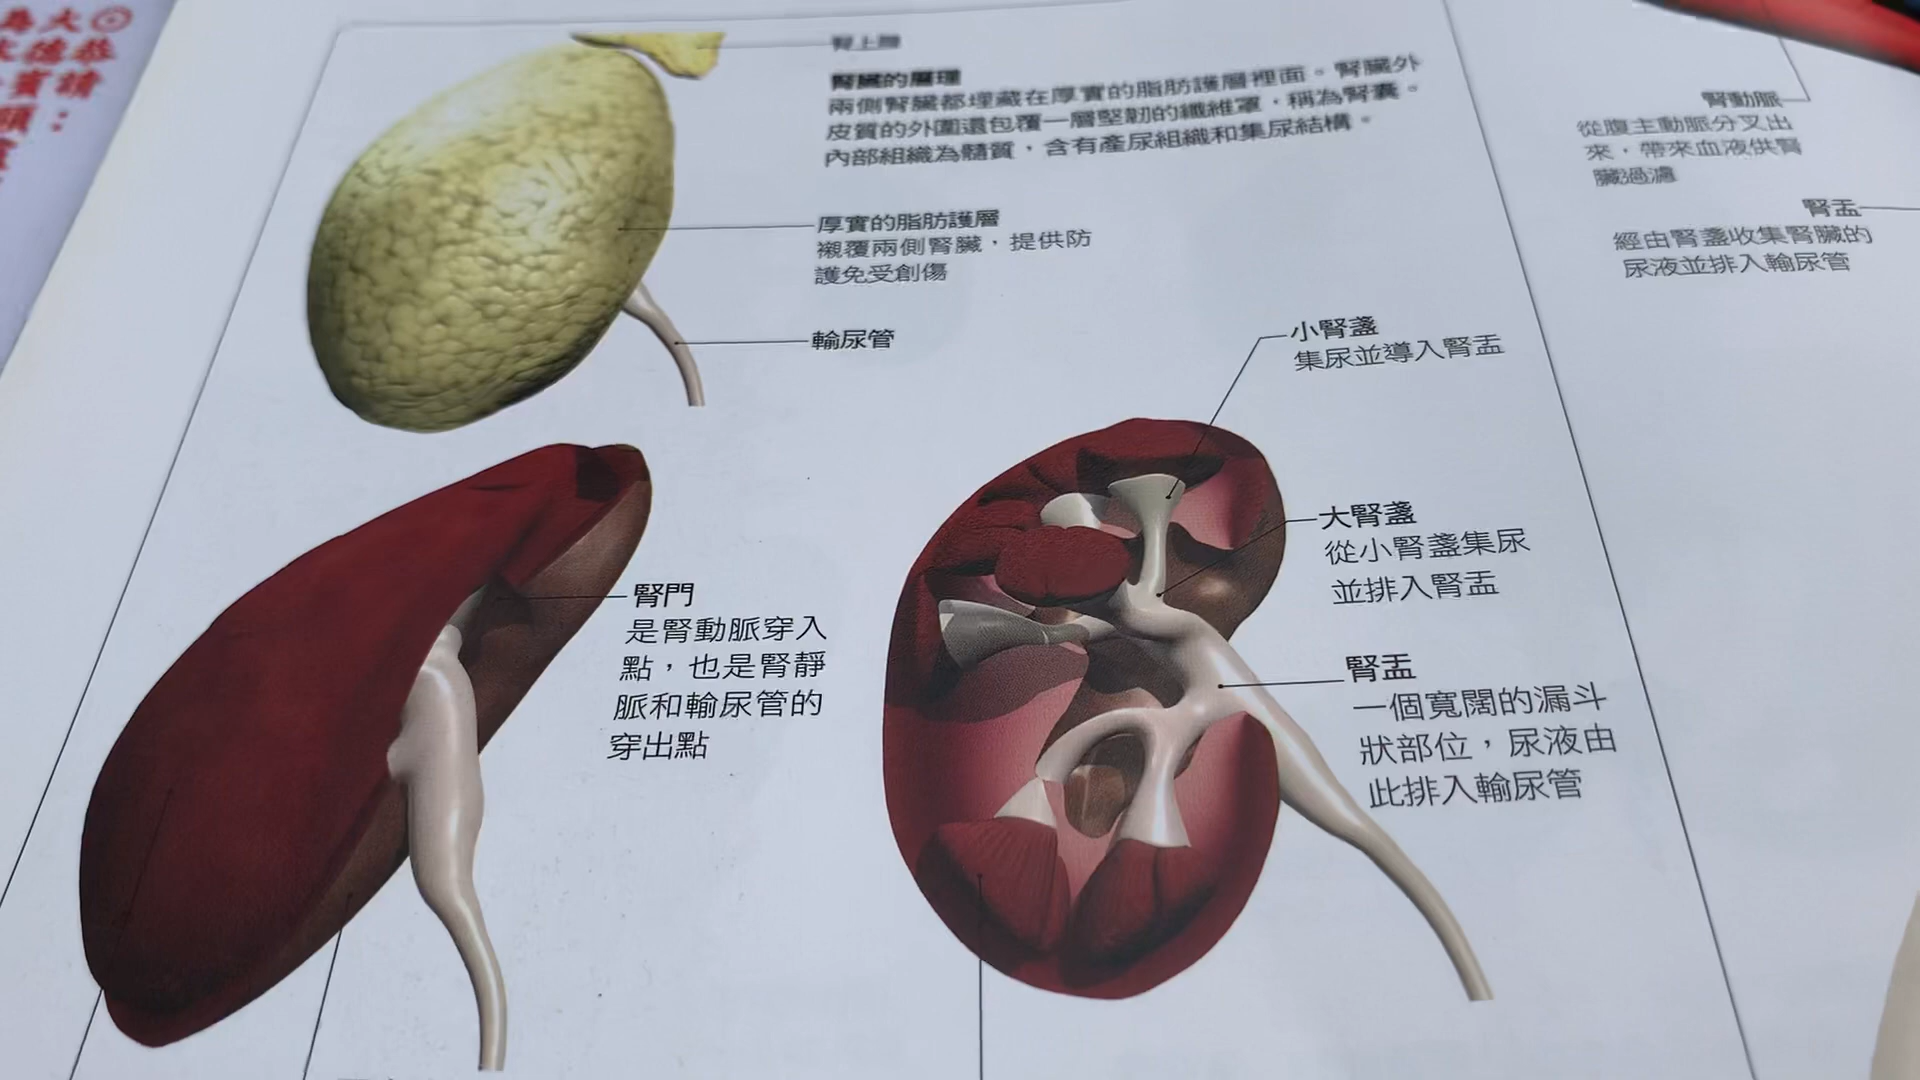 腎上腺
腎臟的層理
兩側腎臟都埋藏在厚實的脂肪護層裡面。腎臟外
皮質的外圍還包覆一層堅韌的纖維罩，稱為腎囊。
內部組織為髓質，含有產尿組織和集尿結構。
厚實的脂肪護層
襯覆兩側腎臟，提供防
護免受創傷
輸尿管
小腎盞
集尿並導入腎盂
大腎盞
從小腎盞集尿
並排入腎盂
腎門
是腎動脈穿入
點，也是腎靜
脈和輸尿管的
穿出點
腎盂
一個寬闊的漏斗
狀部位，尿液由
此排入輸尿管
腎動脈
從腹主動脈分叉出
來，帶來血液供腎
臟過濾
腎盂
經由腎盞收集腎臟的
尿液並排入輸尿管